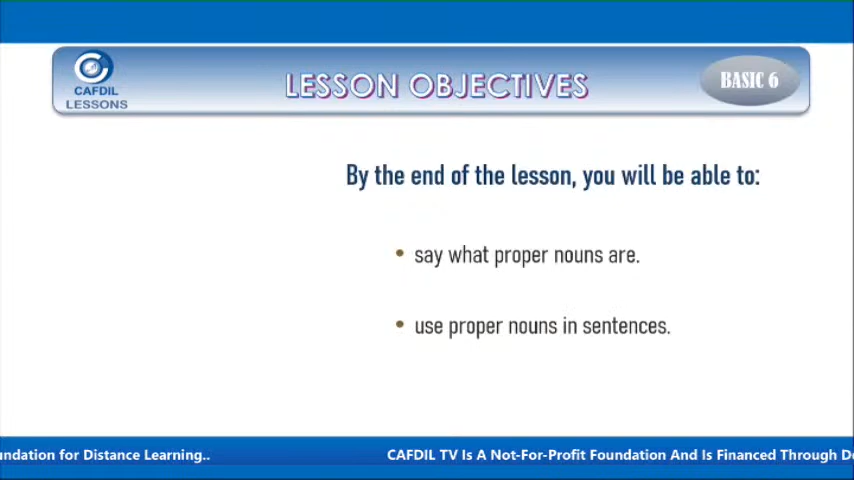 CAFDIL
LESSONS
LESSON OBJECTIVES
BASIC 6
By the end of the lesson, you will be able to:
• say what proper nouns are.
• use proper nouns in sentences.
for Distance Learning.. CAFDIL TV Is A Not-For-Profit Foundation And Is Financed Through